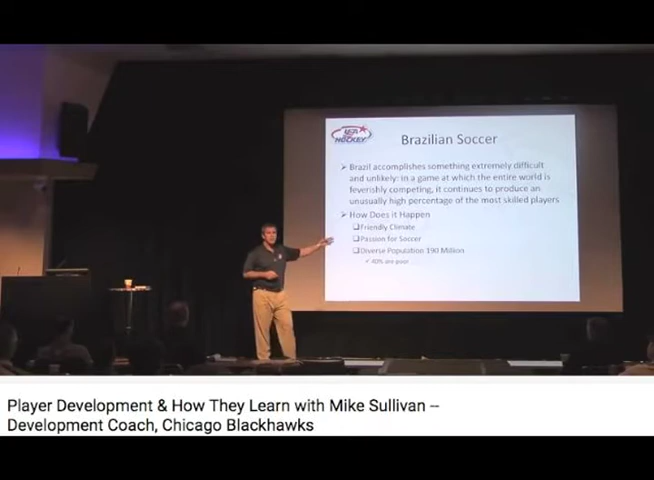 USA
HOCKEY
Brazilian Soccer
Brazil accomplishes something extremely difficult
and unlikely: in a game at which the entire world is
feverishly competing, it continues to produce an
unusually high percentage of the most skilled players
How Does it Happen
Friendly Climate
Passion for Soccer
Diverse Population 190 Million
40% are poor
Player Development & How They Learn with Mike Sullivan --
Development Coach, Chicago Blackhawks